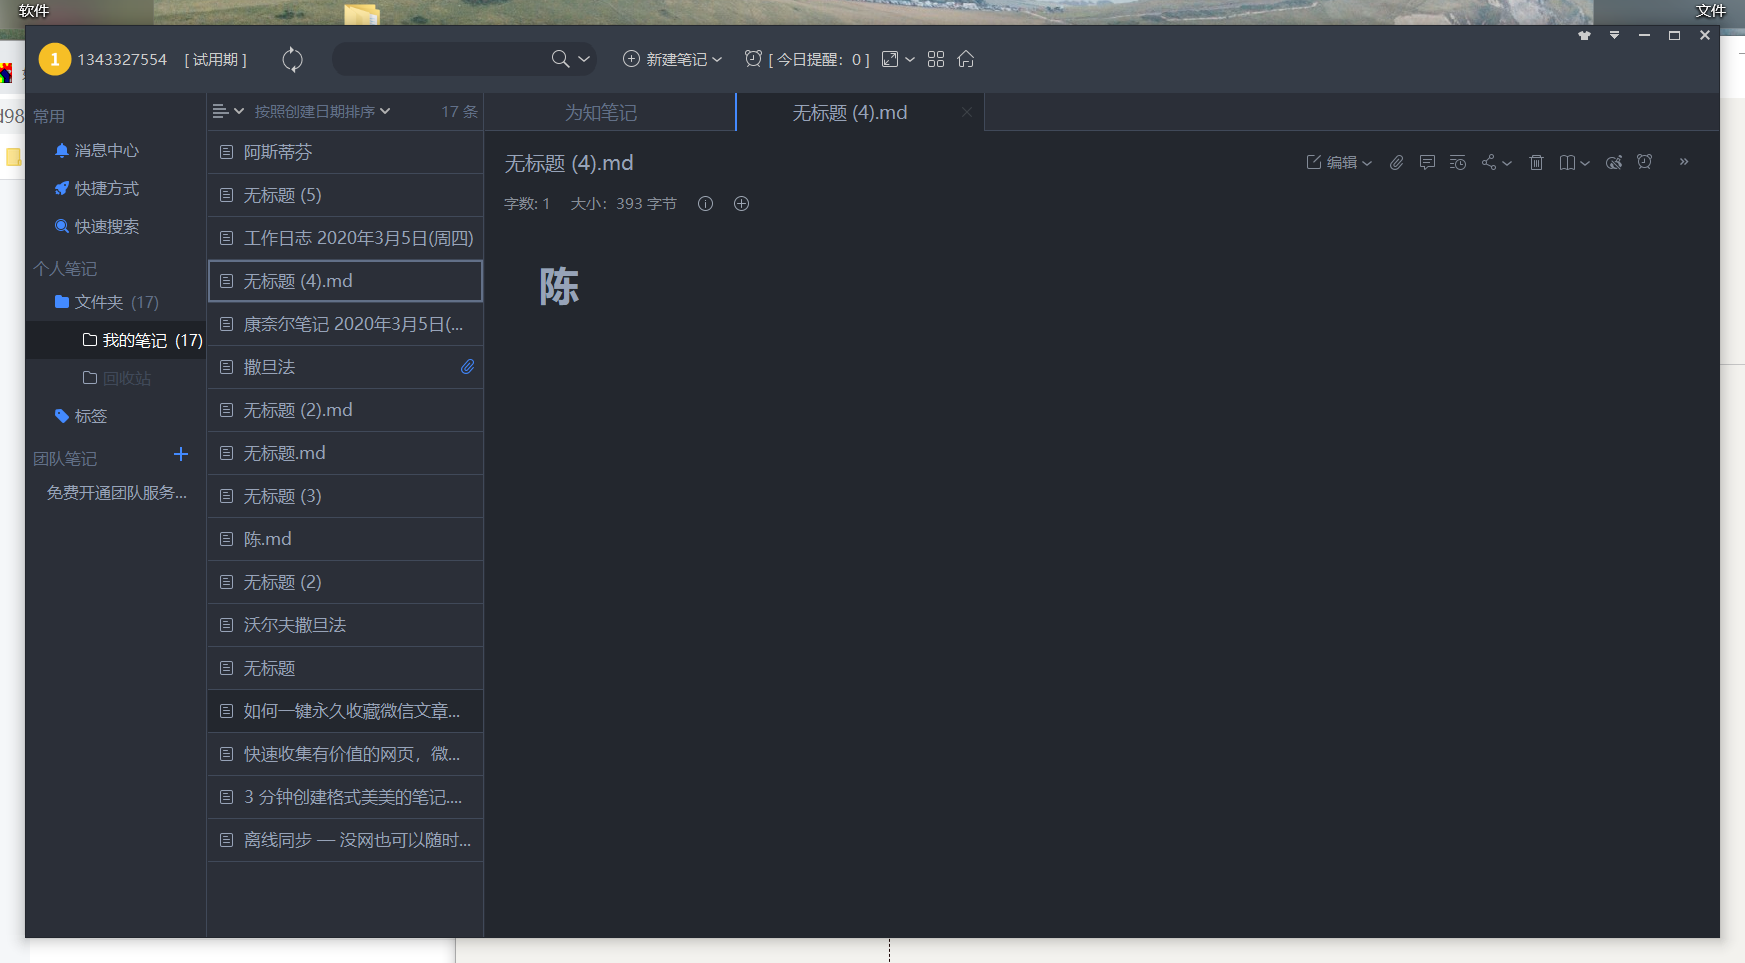 软件
文件
1
1343327554 [ 试用期 ]
新建笔记
[ 今日提醒：0 ]
d98
常用
消息中心
快捷方式
快速搜索
个人笔记
文件夹 (17)
我的笔记 (17)
回收站
标签
团队笔记
免费开通团队服务...
按照创建日期排序 17 条
阿斯蒂芬
无标题 (5)
工作日志 2020年3月5日(周四)
无标题 (4).md
康奈尔笔记 2020年3月5日(...
撒旦法
无标题 (2).md
无标题.md
无标题 (3)
陈.md
无标题 (2)
沃尔夫撒旦法
无标题
如何一键永久收藏微信文章...
快速收集有价值的网页，微...
3 分钟创建格式美美的笔记....
离线同步 — 没网也可以随时...
为知笔记
无标题 (4).md
无标题 (4).md
编辑
字数: 1 大小：393 字节
陈